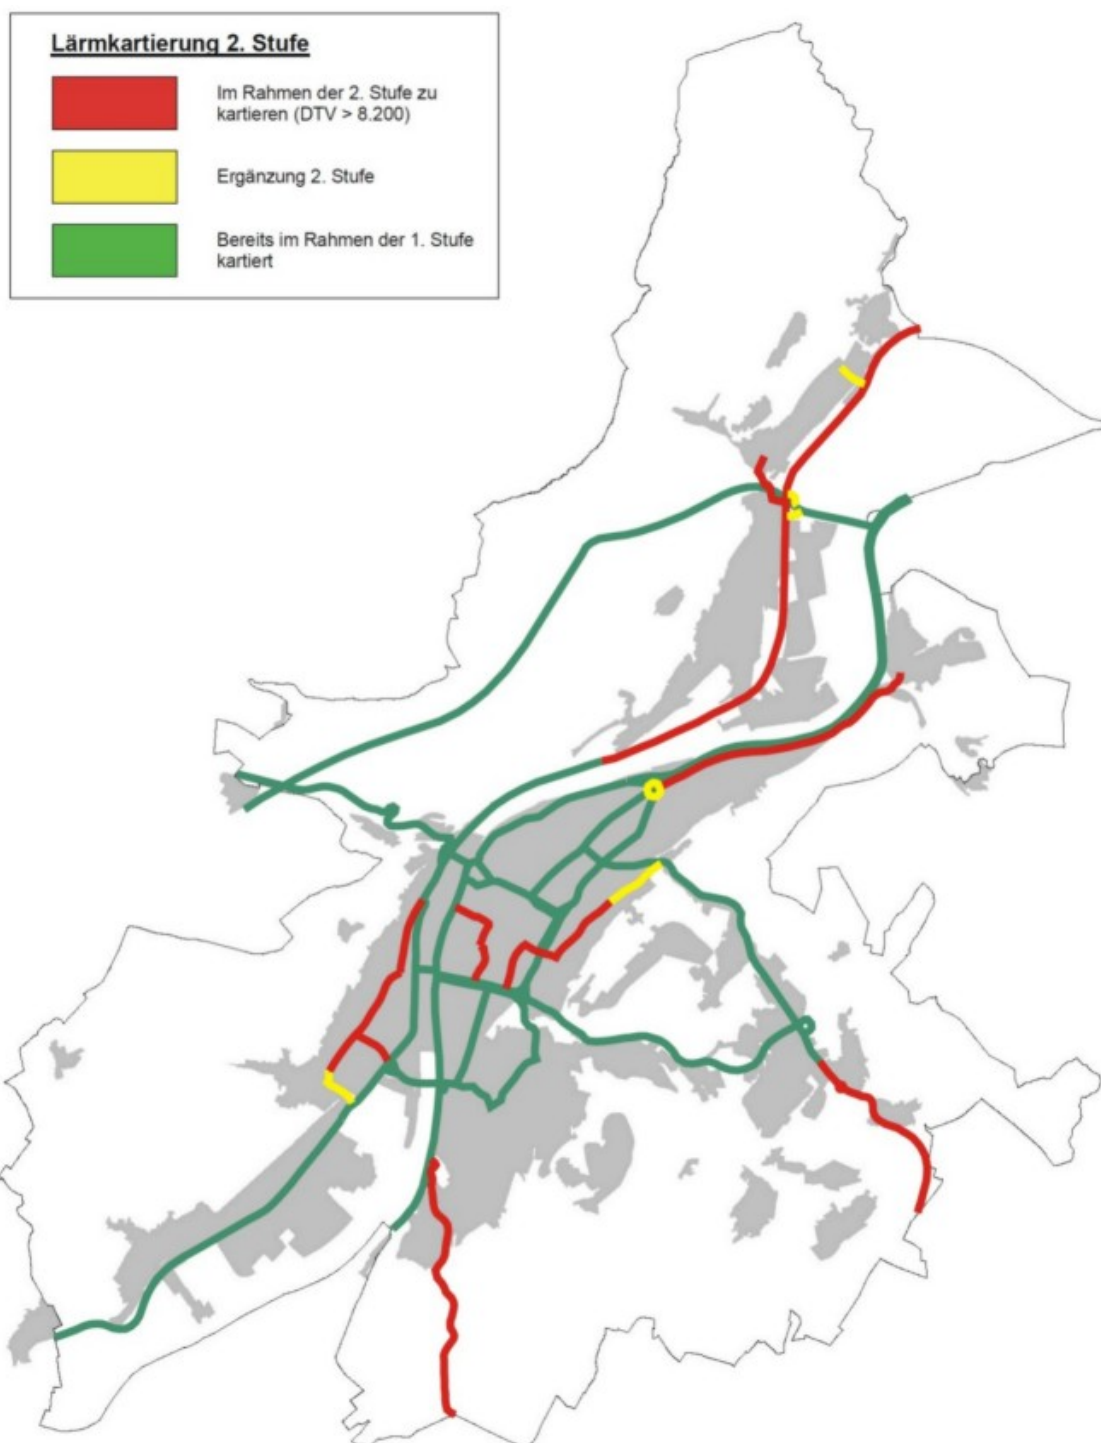 Lärmkartierung 2. Stufe
Im Rahmen der 2. Stufe zu
kartieren (DTV > 8.200)
Ergänzung 2. Stufe
Bereits im Rahmen der 1. Stufe
kartiert